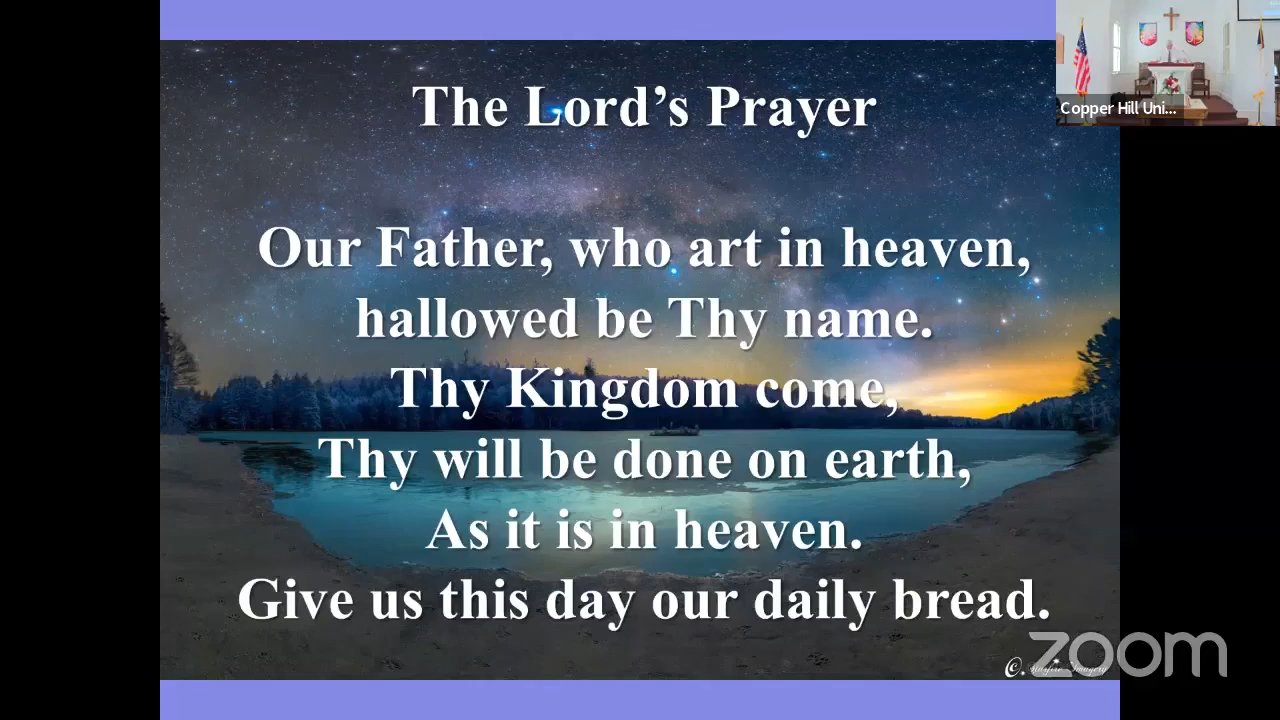 The Lord’s Prayer
Copper Hill Uni...
Our Father, who art in heaven,
hallowed be Thy name.
Thy Kingdom come,
Thy will be done on earth,
As it is in heaven.
Give us this day our daily bread.
zoom